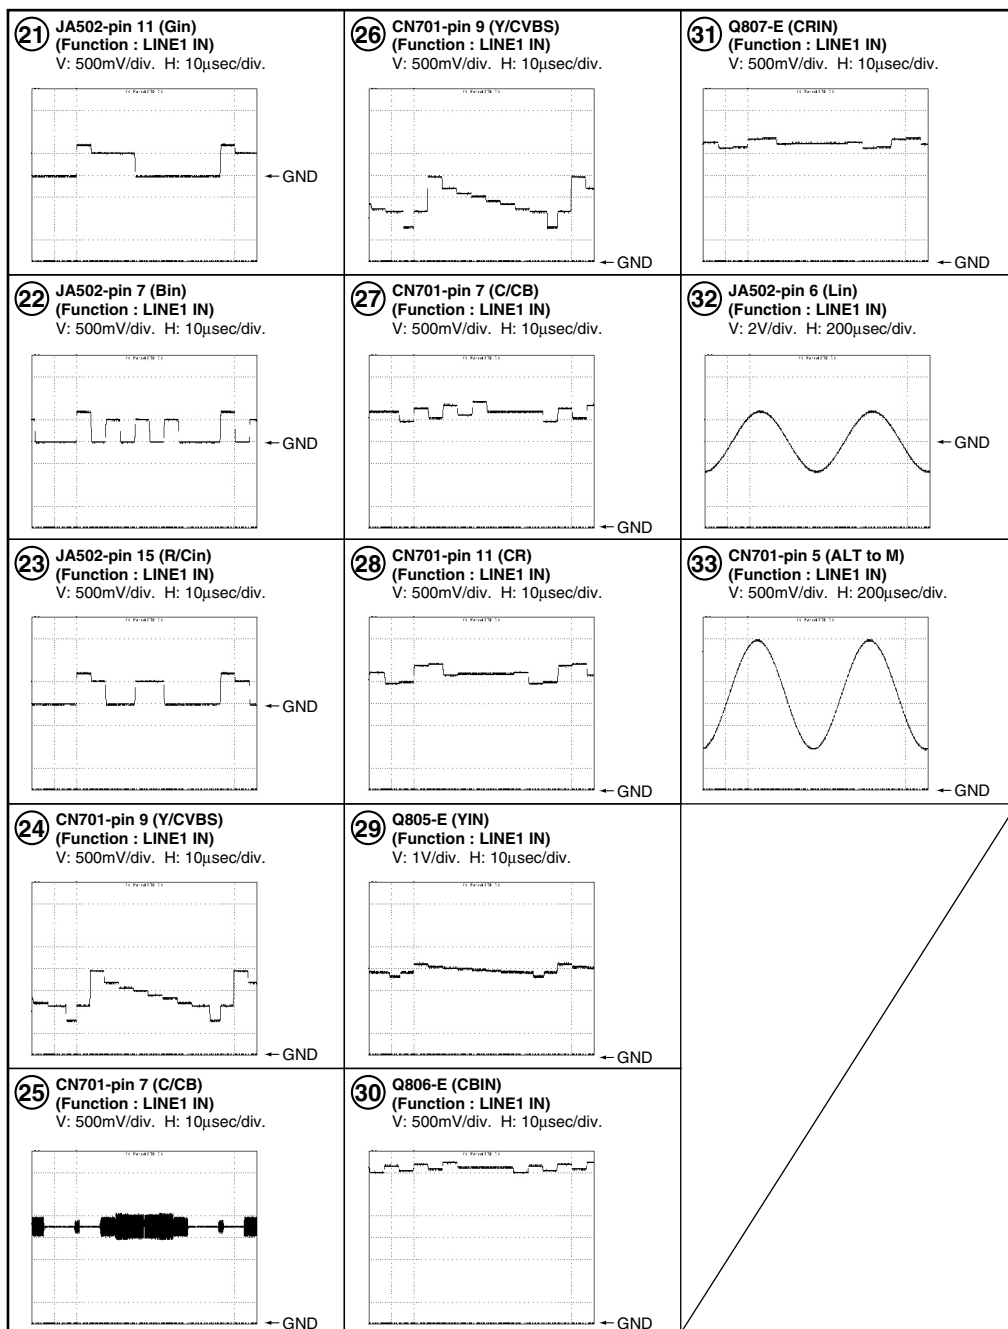 21 JA502-pin 11 (Gin)
(Function : LINE1 IN)
V: 500mV/div. H: 10μsec/div.
GND
22 JA502-pin 7 (Bin)
(Function : LINE1 IN)
V: 500mV/div. H: 10μsec/div.
GND
23 JA502-pin 15 (R/Cin)
(Function : LINE1 IN)
V: 500mV/div. H: 10μsec/div.
GND
24 CN701-pin 9 (Y/CVBS)
(Function : LINE1 IN)
V: 500mV/div. H: 10μsec/div.
GND
25 CN701-pin 7 (C/CB)
(Function : LINE1 IN)
V: 500mV/div. H: 10μsec/div.
GND
26 CN701-pin 9 (Y/CVBS)
(Function : LINE1 IN)
V: 500mV/div. H: 10μsec/div.
GND
27 CN701-pin 7 (C/CB)
(Function : LINE1 IN)
V: 500mV/div. H: 10μsec/div.
GND
28 CN701-pin 11 (CR)
(Function : LINE1 IN)
V: 500mV/div. H: 10μsec/div.
GND
29 Q805-E (YIN)
(Function : LINE1 IN)
V: 1V/div. H: 10μsec/div.
GND
30 Q806-E (CBIN)
(Function : LINE1 IN)
V: 500mV/div. H: 10μsec/div.
GND
31 Q807-E (CRIN)
(Function : LINE1 IN)
V: 500mV/div. H: 10μsec/div.
GND
32 JA502-pin 6 (Lin)
(Function : LINE1 IN)
V: 2V/div. H: 200μsec/div.
GND
33 CN701-pin 5 (ALT to M)
(Function : LINE1 IN)
V: 500mV/div. H: 200μsec/div.
GND